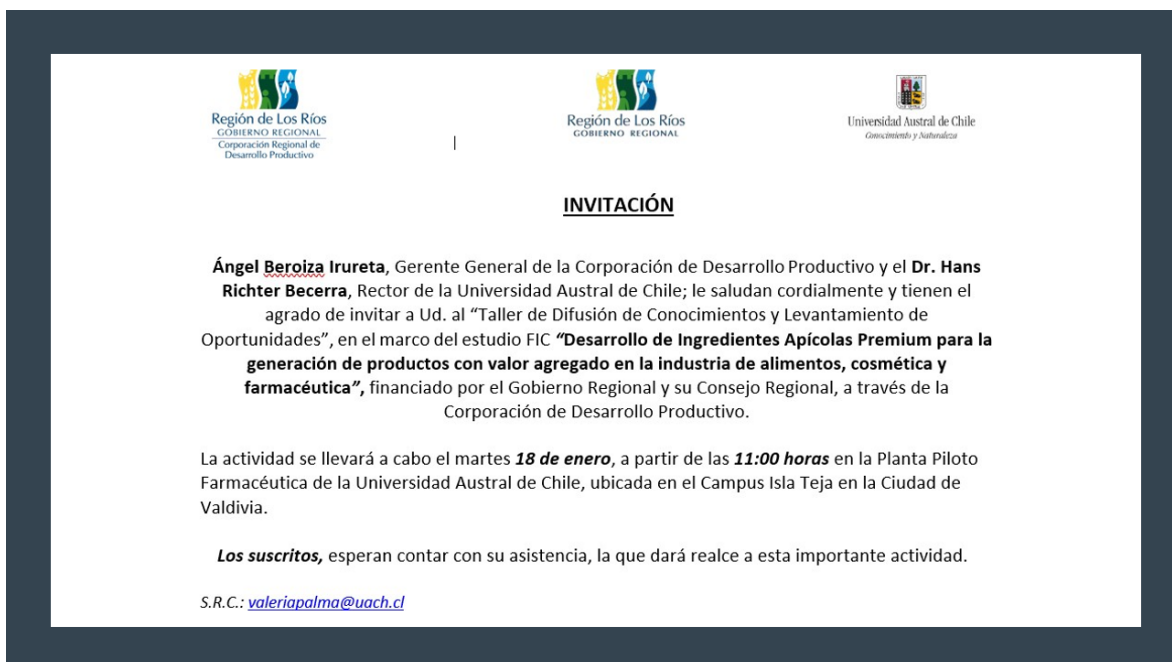 Región de Los Ríos
GOBIERNO REGIONAL
Corporación Regional de
Desarrollo Productivo
Región de Los Ríos
GOBIERNO REGIONAL
Universidad Austral de Chile
Conocimiento y Naturaleza
INVITACIÓN
Ángel Beroiza Irureta, Gerente General de la Corporación de Desarrollo Productivo y el Dr. Hans
Richter Becerra, Rector de la Universidad Austral de Chile; le saludan cordialmente y tienen el
agrado de invitar a Ud. al “Taller de Difusión de Conocimientos y Levantamiento de
Oportunidades”, en el marco del estudio FIC “Desarrollo de Ingredientes Apícolas Premium para la
generación de productos con valor agregado en la industria de alimentos, cosmética y
farmacéutica”, financiado por el Gobierno Regional y su Consejo Regional, a través de la
Corporación de Desarrollo Productivo.
La actividad se llevará a cabo el martes 18 de enero, a partir de las 11:00 horas en la Planta Piloto
Farmacéutica de la Universidad Austral de Chile, ubicada en el Campus Isla Teja en la Ciudad de
Valdivia.
Los suscritos, esperan contar con su asistencia, la que dará realce a esta importante actividad.
S.R.C.: valeriapalma@uach.cl